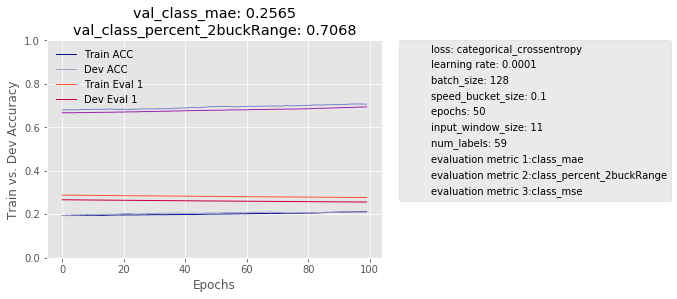 val_class_mae: 0.2565
val_class_percent_2buckRange: 0.7068
Train vs. Dev Accuracy
1.0
0.8
0.6
0.4
0.2
0.0
Train ACC
Dev ACC
Train Eval 1
Dev Eval 1
0
20
40
60
80
100
Epochs
loss: categorical_crossentropy
learning rate: 0.0001
batch_size: 128
speed_bucket_size: 0.1
epochs: 50
input_window_size: 11
num_labels: 59
evaluation metric 1:class_mae
evaluation metric 2:class_percent_2buckRange
evaluation metric 3:class_mse